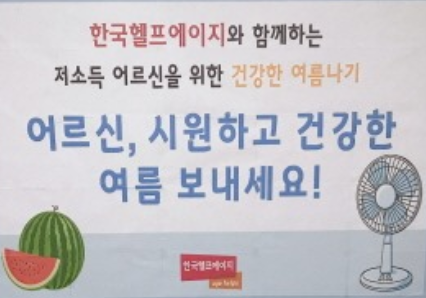 한국헬프에이지와 함께하는
저소득 어르신을 위한 건강한 여름나기
어르신, 시원하고 건강한
여름 보내세요!
한국헬프에이지